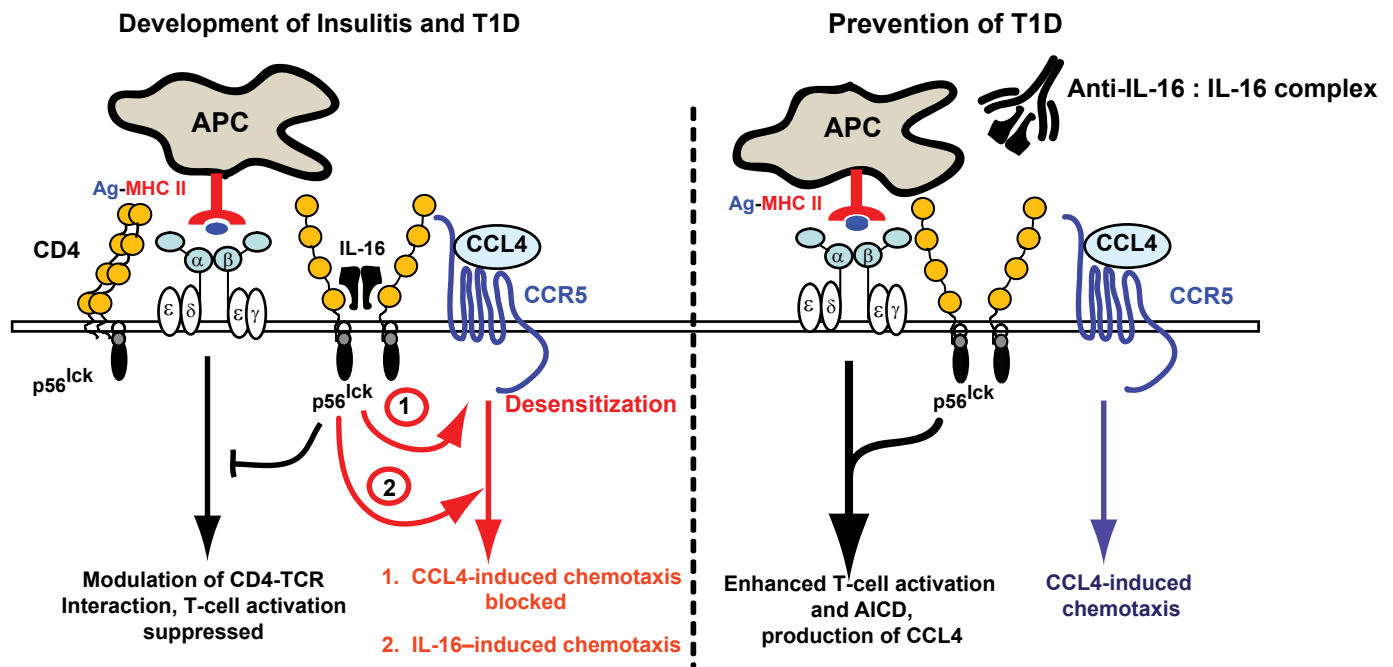 Development of Insulitis and T1D
APC
Ag-MHC II
CD4
α β
ε δ
ε γ
IL-16
CCL4
CCR5
p56lck
p56lck
1
2
Desensitization
Modulation of CD4-TCR
Interaction, T-cell activation
suppressed
1. CCL4-induced chemotaxis
blocked
2. IL-16–induced chemotaxis
Prevention of T1D
APC
Anti-IL-16 : IL-16 complex
Ag-MHC II
α β
ε δ
ε γ
CCL4
CCR5
p56lck
Enhanced T-cell activation
and AICD,
production of CCL4
CCL4-induced
chemotaxis